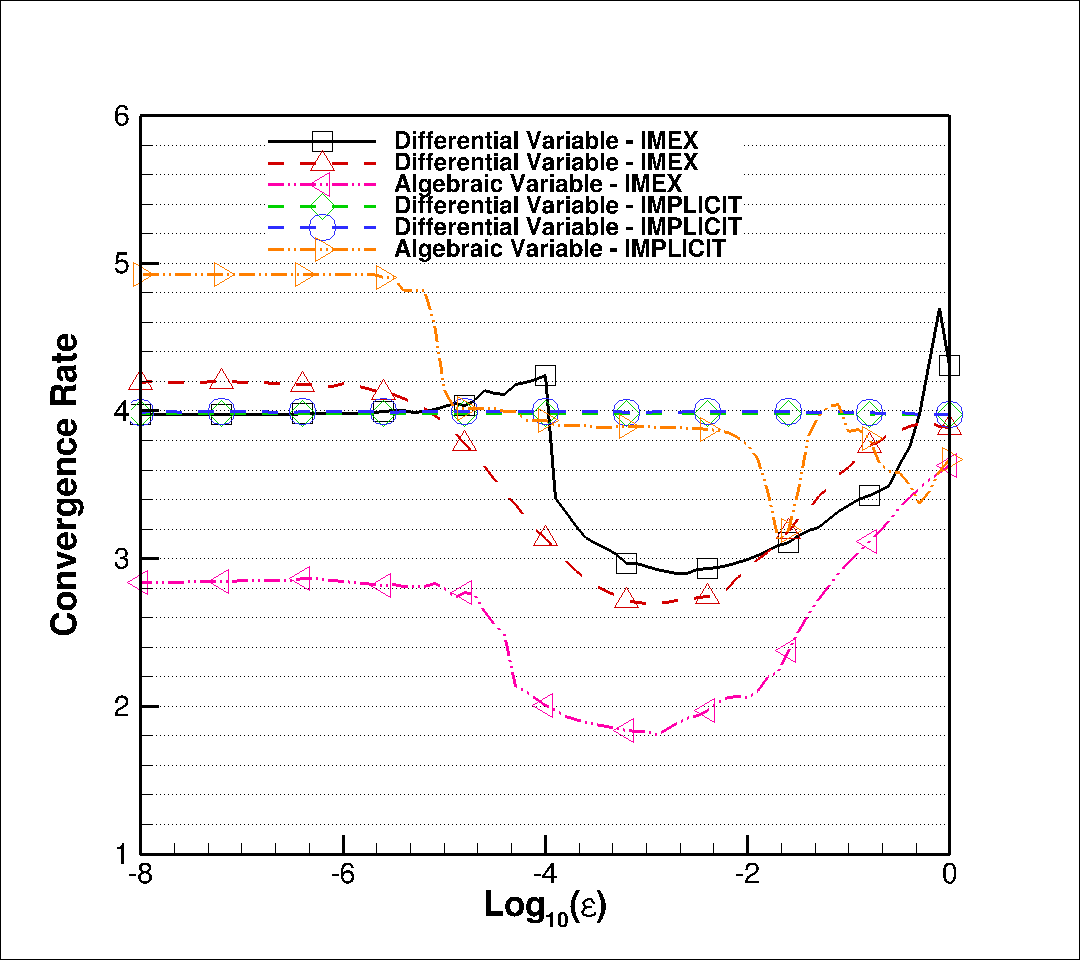 6
Differential Variable - IMEX
Differential Variable - IMEX
Algebraic Variable - IMEX
Differential Variable - IMPLICIT
Differential Variable - IMPLICIT
Algebraic Variable - IMPLICIT
5
4
3
2
1
Convergence Rate
-8 -6 -4 -2 0
Log10(ε)